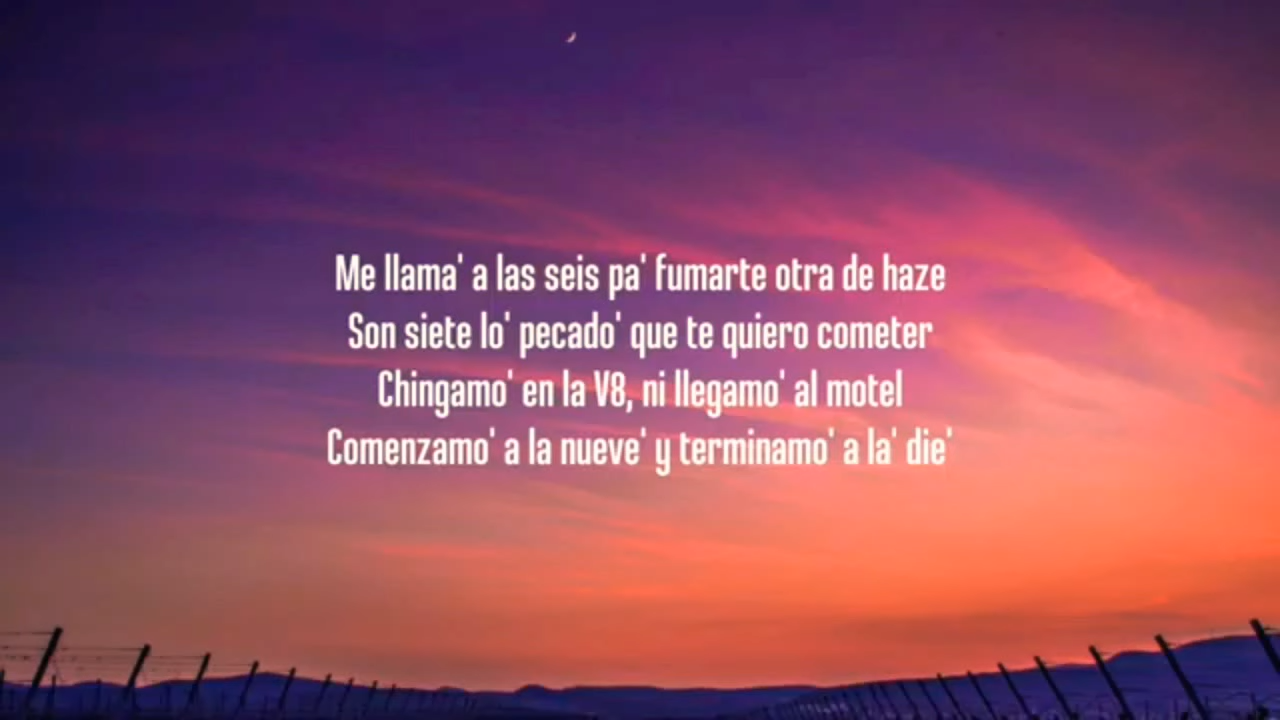 Me llama' a las seis pa' fumarte otra de haze
Son siete lo' pecado' que te quiero cometer
Chingamo' en la V8, ni llegamo' al motel
Comenzamo' a la nueve' y terminamo' a la' die'